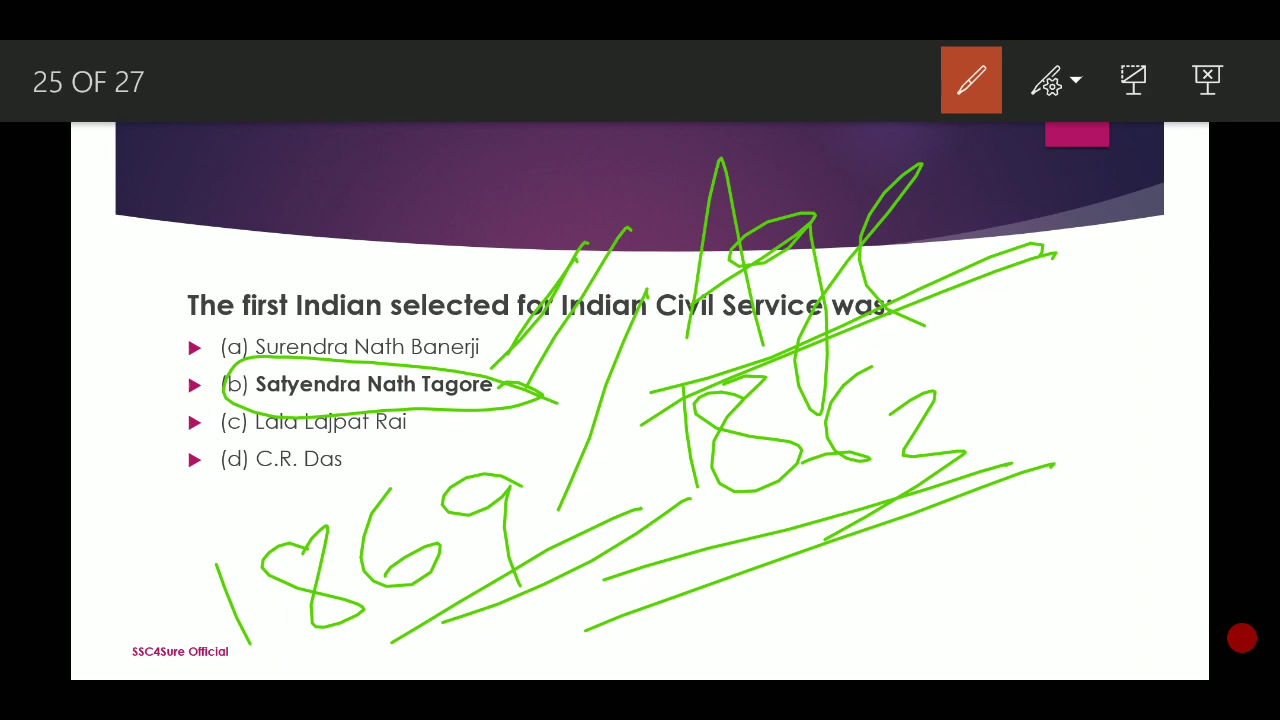 25 OF 27
The first Indian selected for Indian Civil Service was:
(a) Surendra Nath Banerji
(b) Satyendra Nath Tagore
(c) Lala Lajpat Rai
(d) C.R. Das
Age
1863
1869
SSC4Sure Official